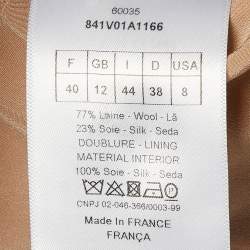 60035
841V01A1166
F GB I D USA
40 12 44 38 8
77% Laine - Wool - Lã
23% Soie - Silk - Seda
DOUBLURE - LINING
MATERIAL INTERIOR
100% Soie - Silk - Seda
CNPJ 02-046-366/0003-99
Made In FRANCE
FRANÇA